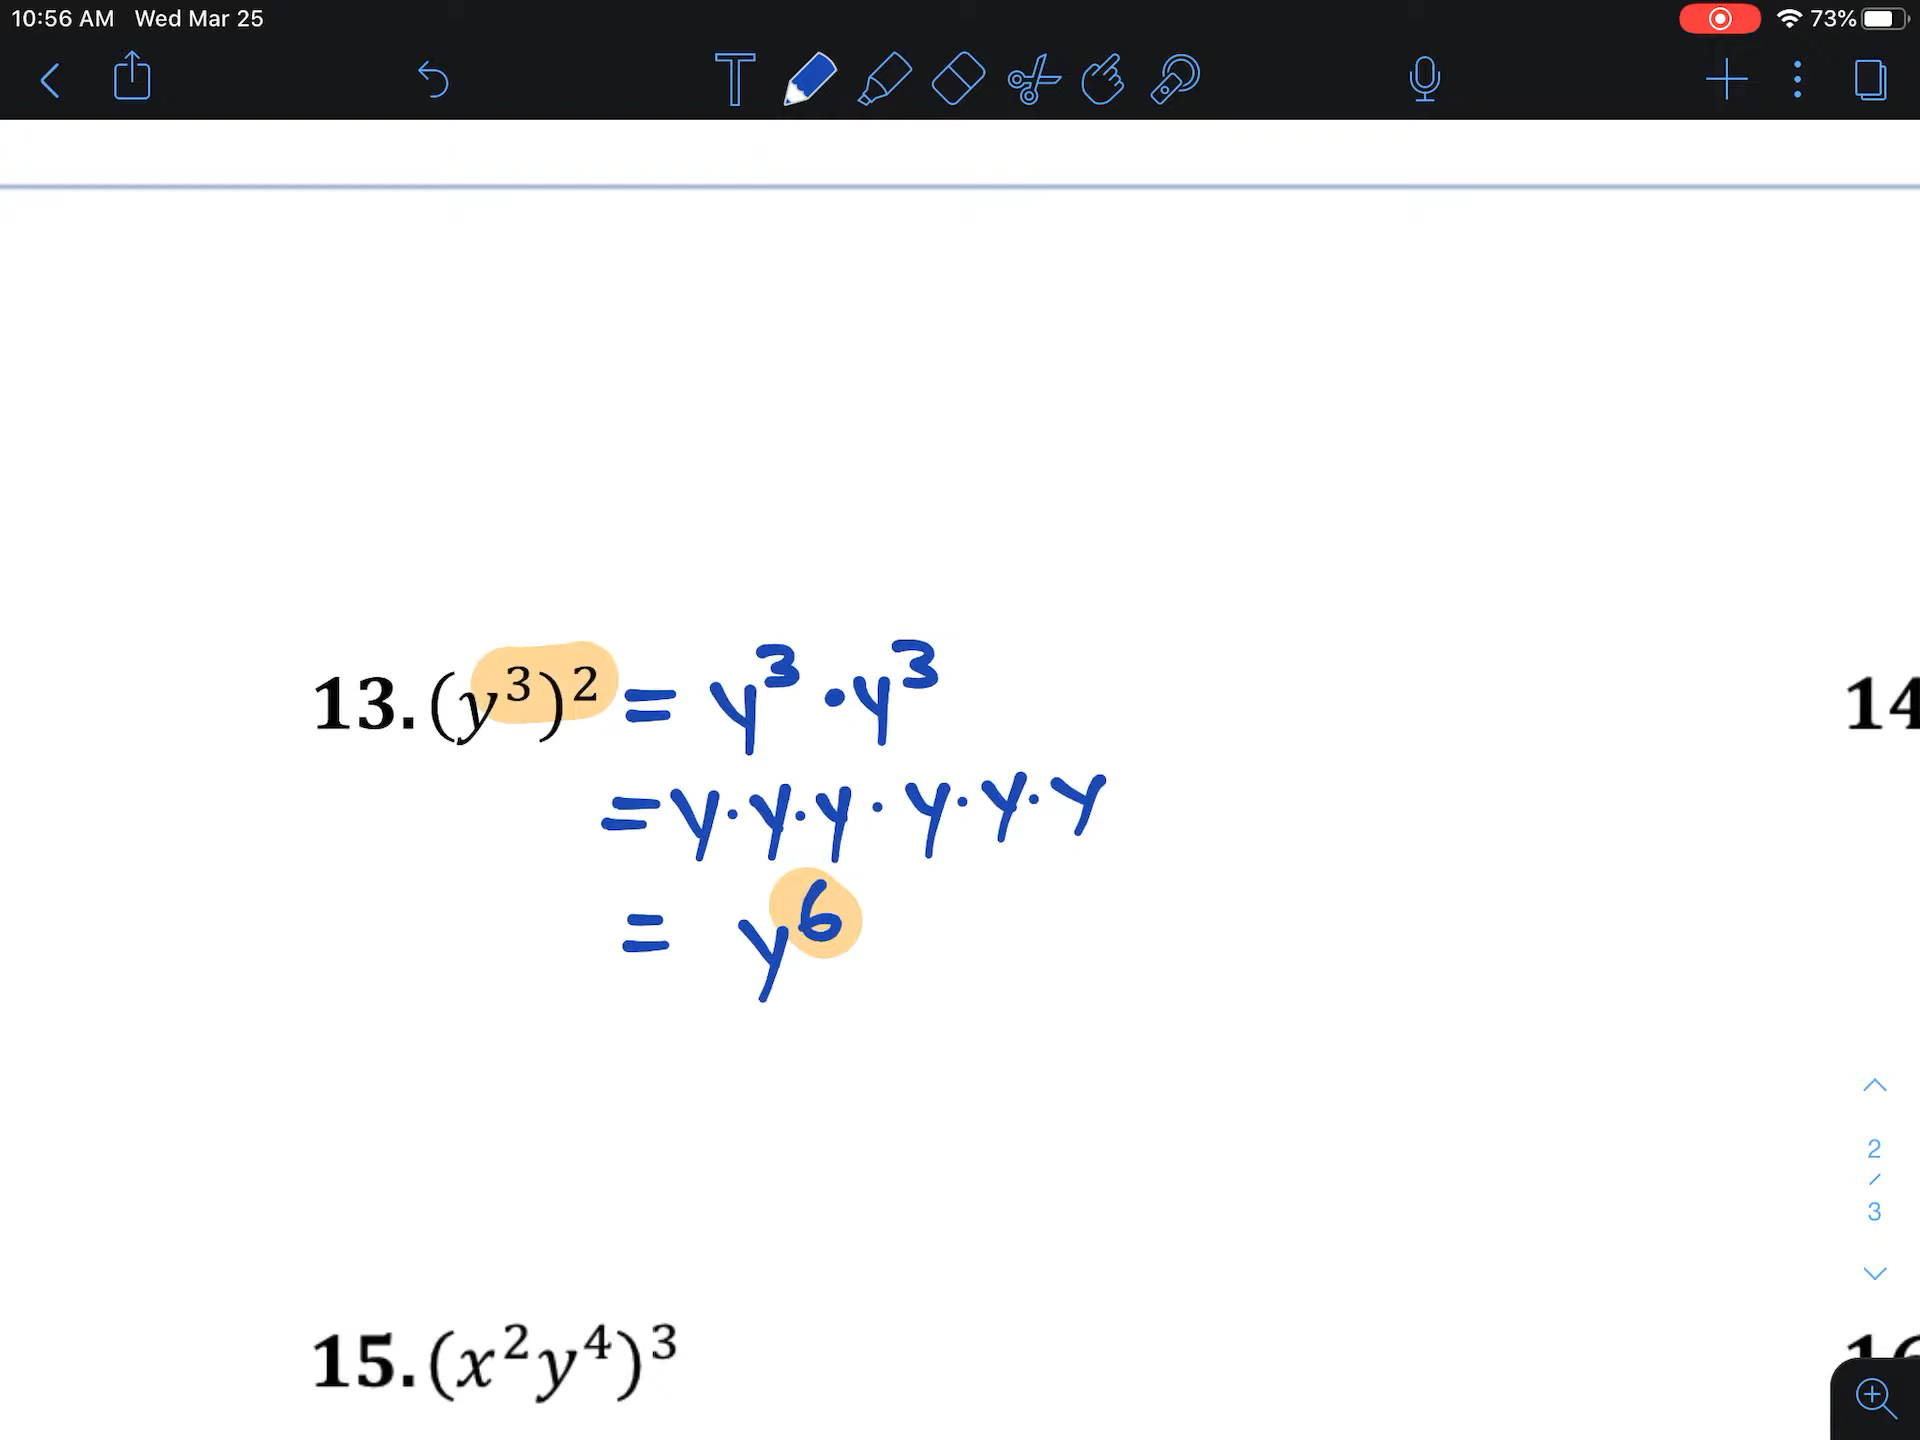 10:56 AM Wed Mar 25 73%
13. (y³)² = y³ · y³
= y · y · y · y · y · y
= y⁶
14
2
/
3
15. (x²y⁴)³